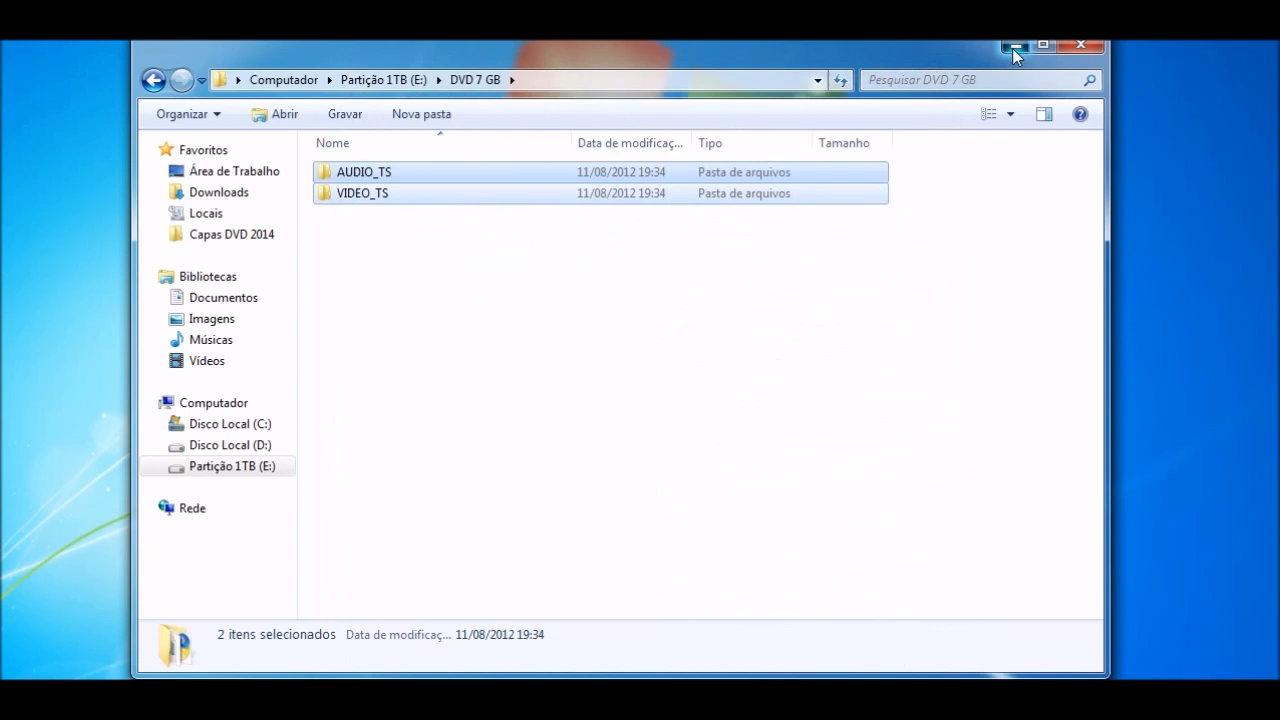 Computador Partição 1TB (E:) DVD 7 GB
Pesquisar DVD 7 GB
Organizar Abrir Gravar Nova pasta
Nome Data de modificaç... Tipo Tamanho
AUDIO_TS 11/08/2012 19:34 Pasta de arquivos
VIDEO_TS 11/08/2012 19:34 Pasta de arquivos
Favoritos
Área de Trabalho
Downloads
Locais
Capas DVD 2014
Bibliotecas
Documentos
Imagens
Músicas
Vídeos
Computador
Disco Local (C:)
Disco Local (D:)
Partição 1TB (E:)
Rede
2 itens selecionados Data de modificaç... 11/08/2012 19:34